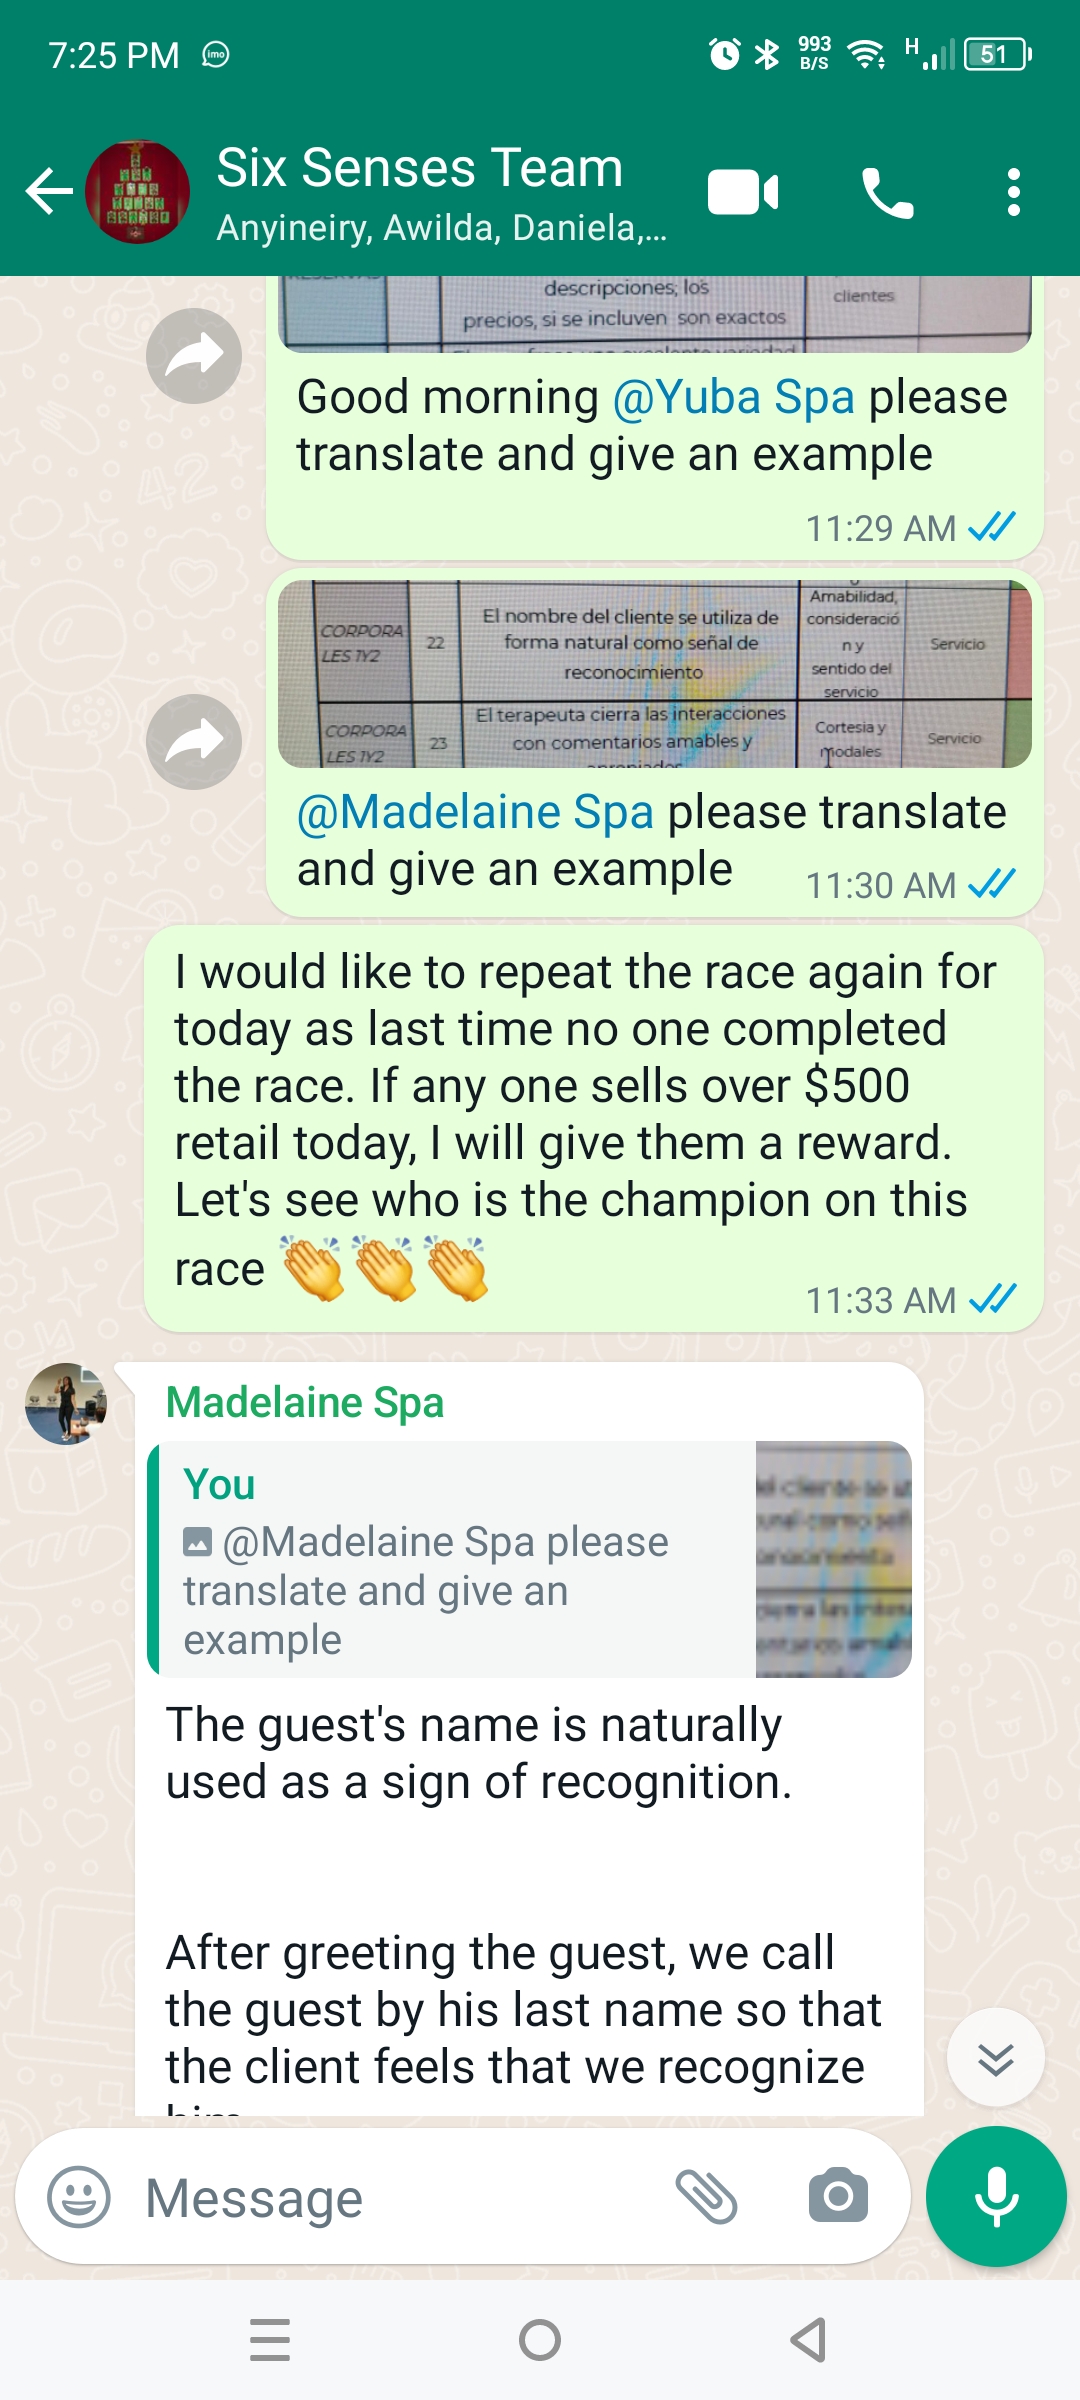 7:25 PM imo 993 B/S H 51
Six Senses Team
Anyineiry, Awilda, Daniela,...
descripciones; los
precios, si se incluven son exactos
clientes
Good morning @Yuba Spa please
translate and give an example
11:29 AM
CORPORA
LES 1Y2
22
El nombre del cliente se utiliza de
forma natural como señal de
reconocimiento
Amabilidad,
consideració
n y
sentido del
servicio
Servicio
CORPORA
LES 1Y2
23
El terapeuta cierra las interacciones
con comentarios amables y
Cortesia y
modales
Servicio
@Madelaine Spa please translate
and give an example
11:30 AM
I would like to repeat the race again for
today as last time no one completed
the race. If any one sells over $500
retail today, I will give them a reward.
Let's see who is the champion on this
race 👏👏👏
11:33 AM
Madelaine Spa
You
@Madelaine Spa please
translate and give an
example
The guest's name is naturally
used as a sign of recognition.
After greeting the guest, we call
the guest by his last name so that
the client feels that we recognize
Message